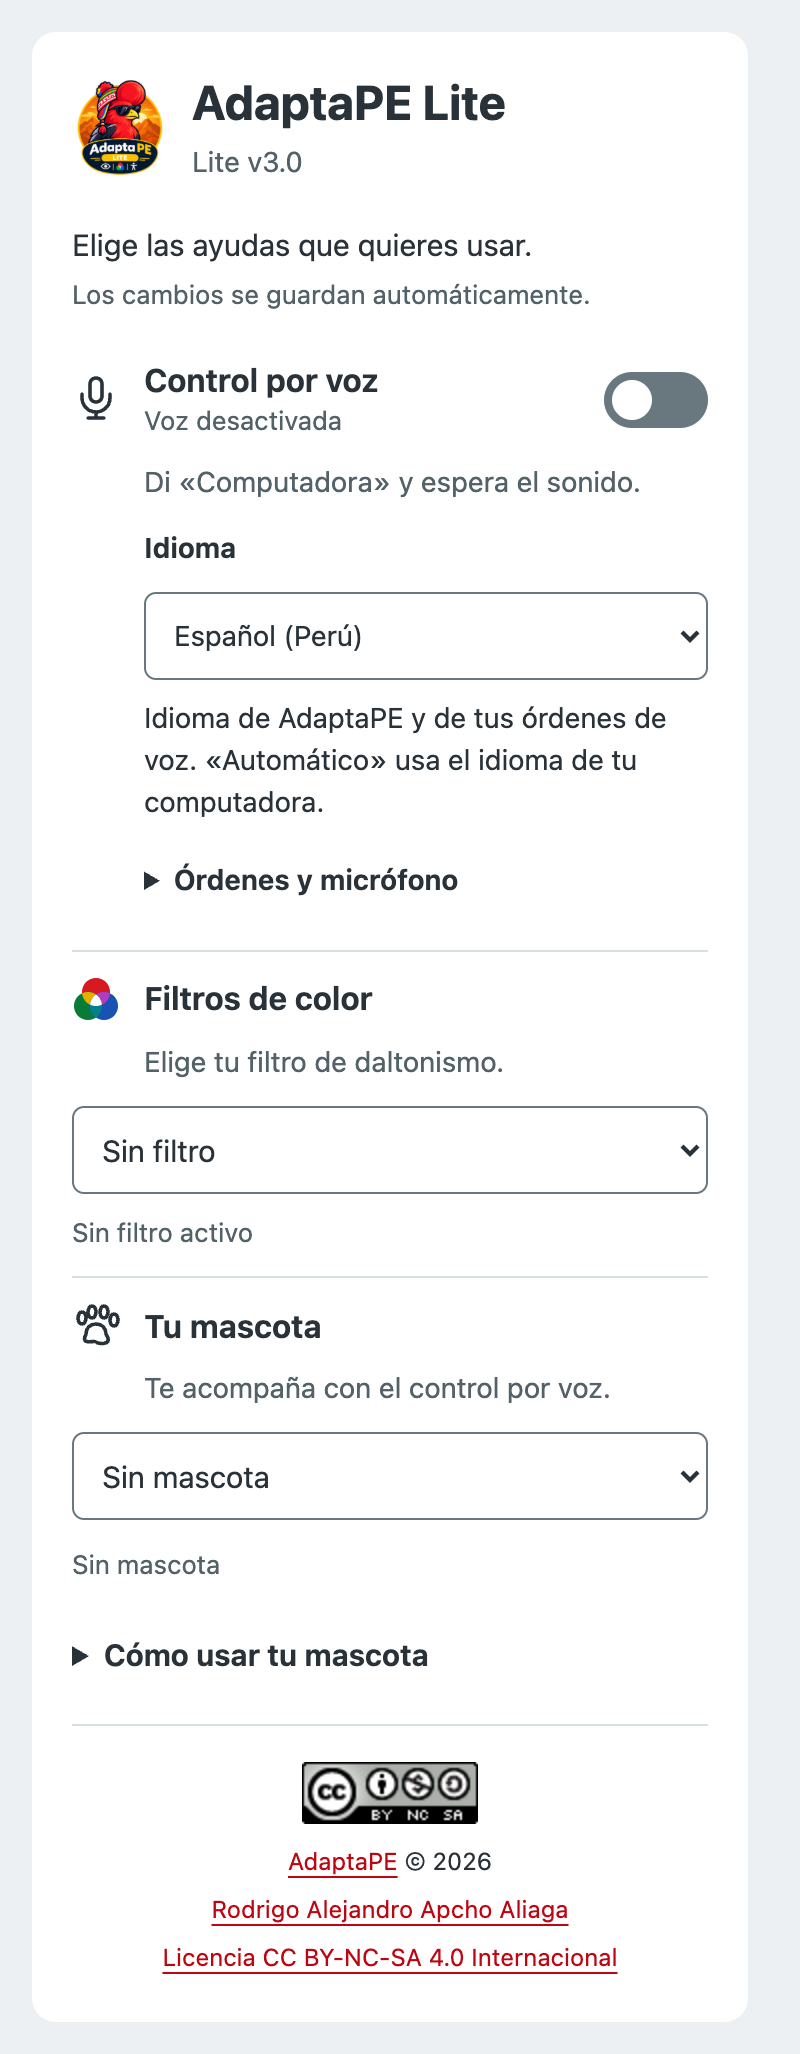 AdaptaPE
LITE
AdaptaPE Lite
Lite v3.0
Elige las ayudas que quieres usar.
Los cambios se guardan automáticamente.
Control por voz
Voz desactivada
Di «Computadora» y espera el sonido.
Idioma
Español (Perú)
Idioma de AdaptaPE y de tus órdenes de
voz. «Automático» usa el idioma de tu
computadora.
Órdenes y micrófono
Filtros de color
Elige tu filtro de daltonismo.
Sin filtro
Sin filtro activo
Tu mascota
Te acompaña con el control por voz.
Sin mascota
Sin mascota
Cómo usar tu mascota
cc
BY NC SA
AdaptaPE © 2026
Rodrigo Alejandro Apcho Aliaga
Licencia CC BY-NC-SA 4.0 Internacional